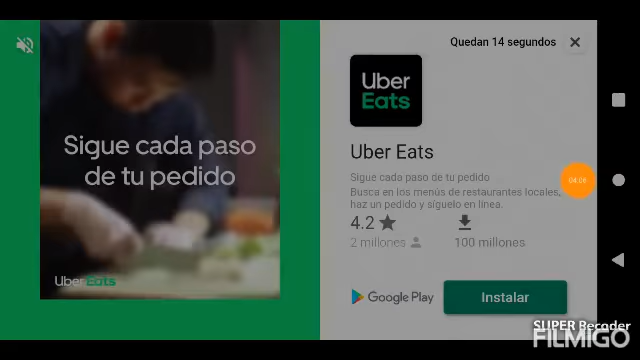 Sigue cada paso
de tu pedido
Uber Eats
Quedan 14 segundos
Uber
Eats
Uber Eats
Sigue cada paso de tu pedido
Busca en los menús de restaurantes locales,
haz un pedido y síguelo en línea.
4.2
2 millones
100 millones
04:06
Google Play
Instalar
SUPER Recorder
FILMIGO